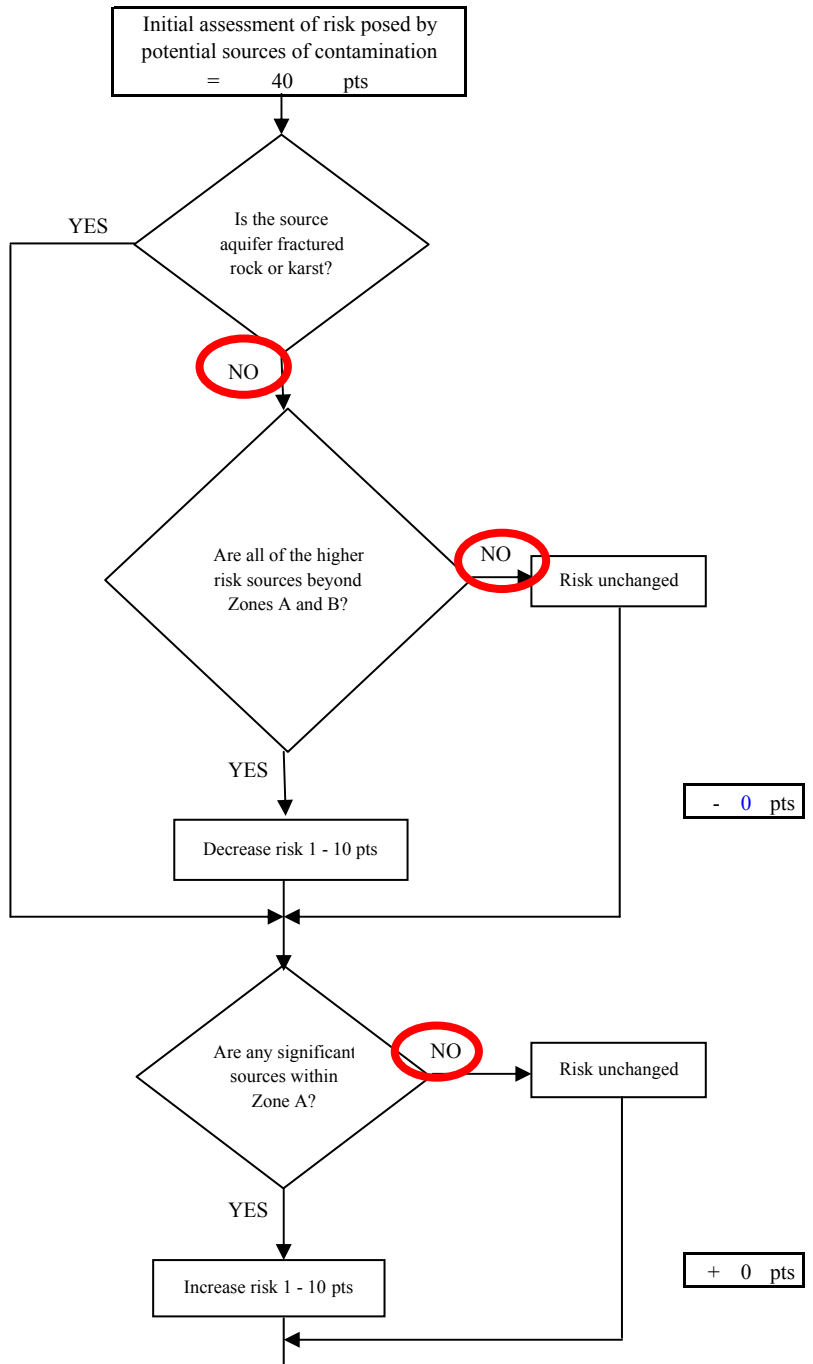 Initial assessment of risk posed by
potential sources of contamination
= 40 pts
YES
Is the source
aquifer fractured
rock or karst?
NO
Are all of the higher
risk sources beyond
Zones A and B?
NO
Risk unchanged
YES
- 0 pts
Decrease risk 1 - 10 pts
Are any significant
sources within
Zone A?
NO
Risk unchanged
YES
+ 0 pts
Increase risk 1 - 10 pts